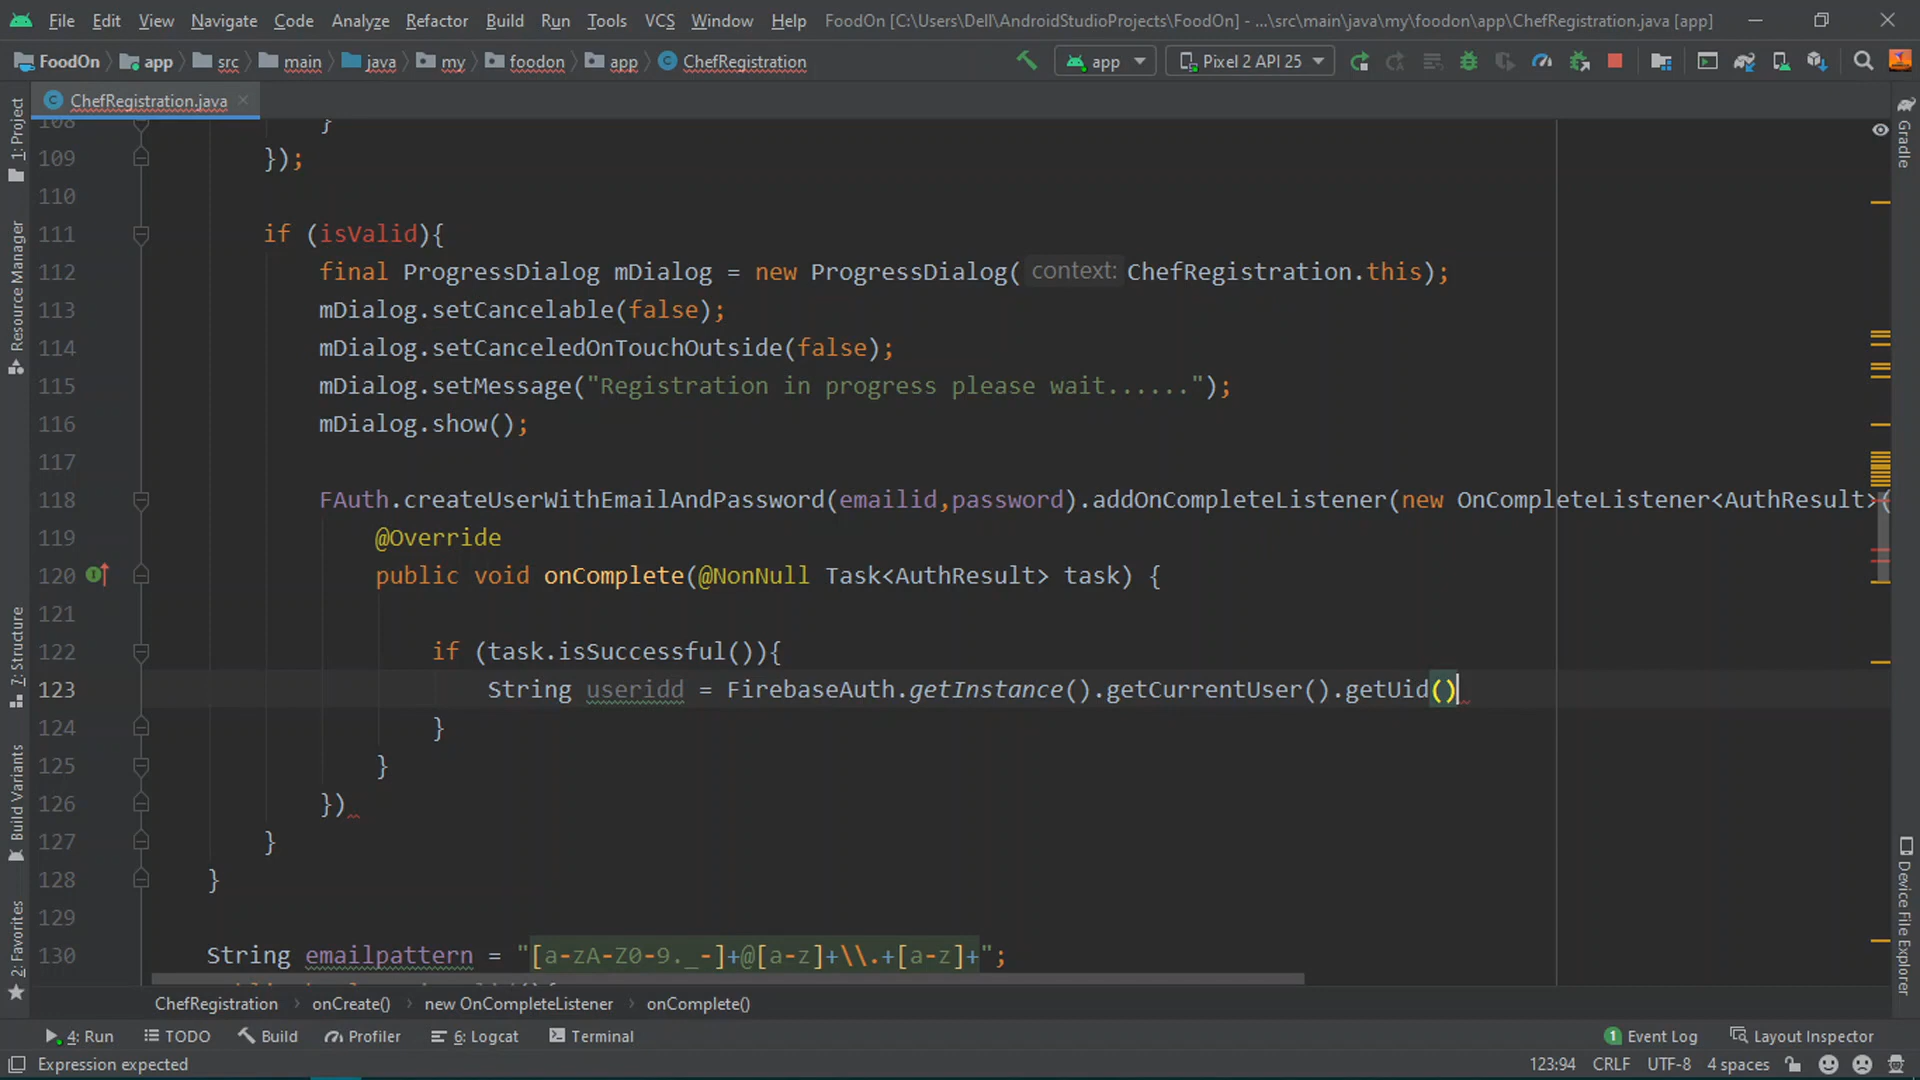 File Edit View Navigate Code Analyze Refactor Build Run Tools VCS Window Help FoodOn [C:\Users\Dell\AndroidStudioProjects\FoodOn] - ...\src\main\java\my\foodon\app\ChefRegistration.java [app]
FoodOn app src main java my foodon app ChefRegistration app Pixel 2 API 25
ChefRegistration.java
108 }
109 });
110
111 if (isValid){
112 final ProgressDialog mDialog = new ProgressDialog( context: ChefRegistration.this);
113 mDialog.setCancelable(false);
114 mDialog.setCanceledOnTouchOutside(false);
115 mDialog.setMessage("Registration in progress please wait......");
116 mDialog.show();
117
118 FAuth.createUserWithEmailAndPassword(emailid,password).addOnCompleteListener(new OnCompleteListener<AuthResult>(
119 @Override
120 public void onComplete(@NonNull Task<AuthResult> task) {
121
122 if (task.isSuccessful()){
123 String useridd = FirebaseAuth.getInstance().getCurrentUser().getUid()
124 }
125 }
126 })
127 }
128 }
129
130 String emailpattern = "[a-zA-Z0-9._-]+@[a-z]+\\.+[a-z]+";
ChefRegistration onCreate() new OnCompleteListener onComplete()
4: Run TODO Build Profiler 6: Logcat Terminal 1 Event Log Layout Inspector
Expression expected 123:94 CRLF UTF-8 4 spaces
1: Project
Resource Manager
7: Structure
Build Variants
2: Favorites
Gradle
Device File Explorer